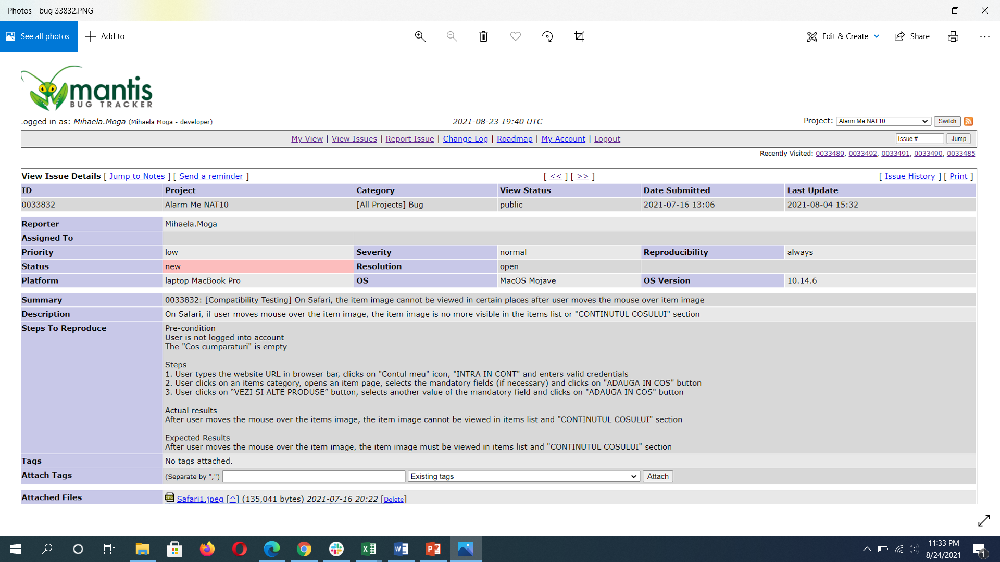 Photos - bug 33832.PNG
See all photos
Add to
Edit & Create
Share
mantis
BUG TRACKER
Logged in as: Mihaela.Moga (Mihaela Moga - developer)
2021-08-23 19:40 UTC
Project: Alarm Me NAT10 Switch
My View | View Issues | Report Issue | Change Log | Roadmap | My Account | Logout
Issue # Jump
Recently Visited: 0033489, 0033492, 0033491, 0033490, 0033485
View Issue Details [ Jump to Notes ] [ Send a reminder ] [ << ] [ >> ] [ Issue History ] [ Print ]
ID Project Category View Status Date Submitted Last Update
0033832 Alarm Me NAT10 [All Projects] Bug public 2021-07-16 13:06 2021-08-04 15:32
Reporter Mihaela.Moga
Assigned To
Priority low Severity normal Reproducibility always
Status new Resolution open
Platform laptop MacBook Pro OS MacOS Mojave OS Version 10.14.6
Summary 0033832: [Compatibility Testing] On Safari, the item image cannot be viewed in certain places after user moves the mouse over item image
Description On Safari, if user moves mouse over the item image, the item image is no more visible in the items list or "CONTINUTUL COSULUI" section
Steps To Reproduce Pre-condition
User is not logged into account
The "Cos cumparaturi" is empty
Steps
1. User types the website URL in browser bar, clicks on "Contul meu" icon, "INTRA IN CONT" and enters valid credentials
2. User clicks on an items category, opens an item page, selects the mandatory fields (if necessary) and clicks on "ADAUGA IN COS" button
3. User clicks on “VEZI SI ALTE PRODUSE” button, selects another value of the mandatory field and clicks on "ADAUGA IN COS" button
Actual results
After user moves the mouse over the items image, the item image cannot be viewed in items list and "CONTINUTUL COSULUI" section
Expected Results
After user moves the mouse over the item image, the item image must be viewed in items list and "CONTINUTUL COSULUI" section
Tags No tags attached.
Attach Tags (Separate by ",") Existing tags Attach
Attached Files Safari1.jpeg [^] (135,041 bytes) 2021-07-16 20:22 [Delete]
11:33 PM
8/24/2021
1